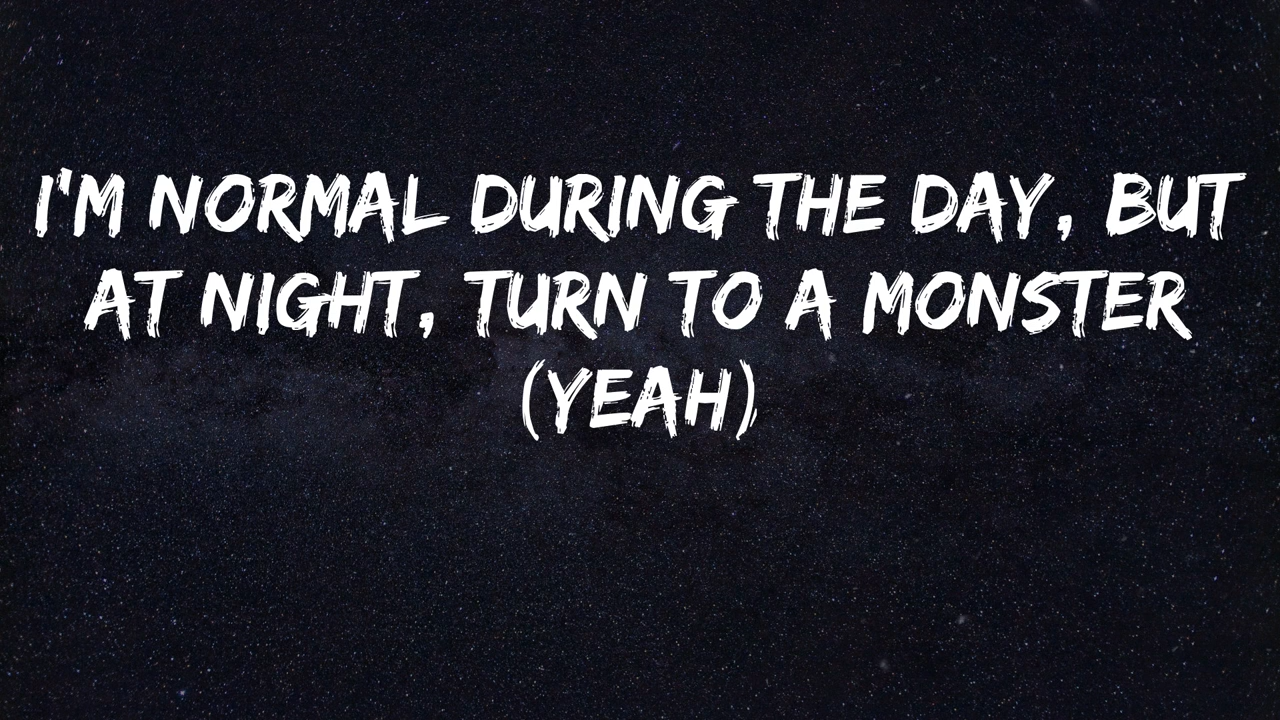 I'M NORMAL DURING THE DAY, BUT
AT NIGHT, TURN TO A MONSTER
(YEAH)